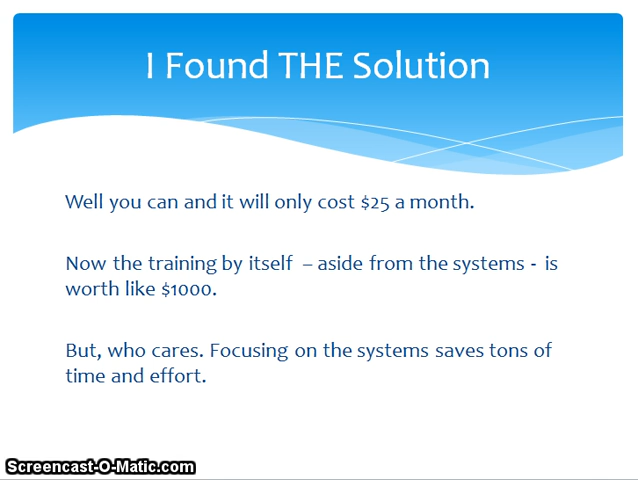 I Found THE Solution
Well you can and it will only cost $25 a month.
Now the training by itself – aside from the systems - is
worth like $1000.
But, who cares. Focusing on the systems saves tons of
time and effort.
Screencast-O-Matic.com